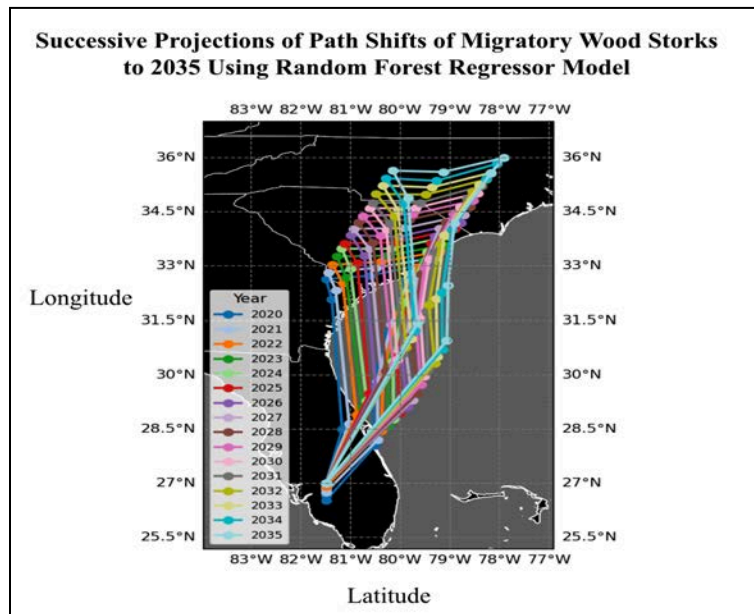 Successive Projections of Path Shifts of Migratory Wood Storks
to 2035 Using Random Forest Regressor Model
83°W 82°W 81°W 80°W 79°W 78°W 77°W
36°N 36°N
34.5°N 34.5°N
33°N 33°N
Longitude
31.5°N 31.5°N
30°N 30°N
28.5°N 28.5°N
27°N 27°N
25.5°N 25.5°N
Year
2020
2021
2022
2023
2024
2025
2026
2027
2028
2029
2030
2031
2032
2033
2034
2035
83°W 82°W 81°W 80°W 79°W 78°W 77°W
Latitude